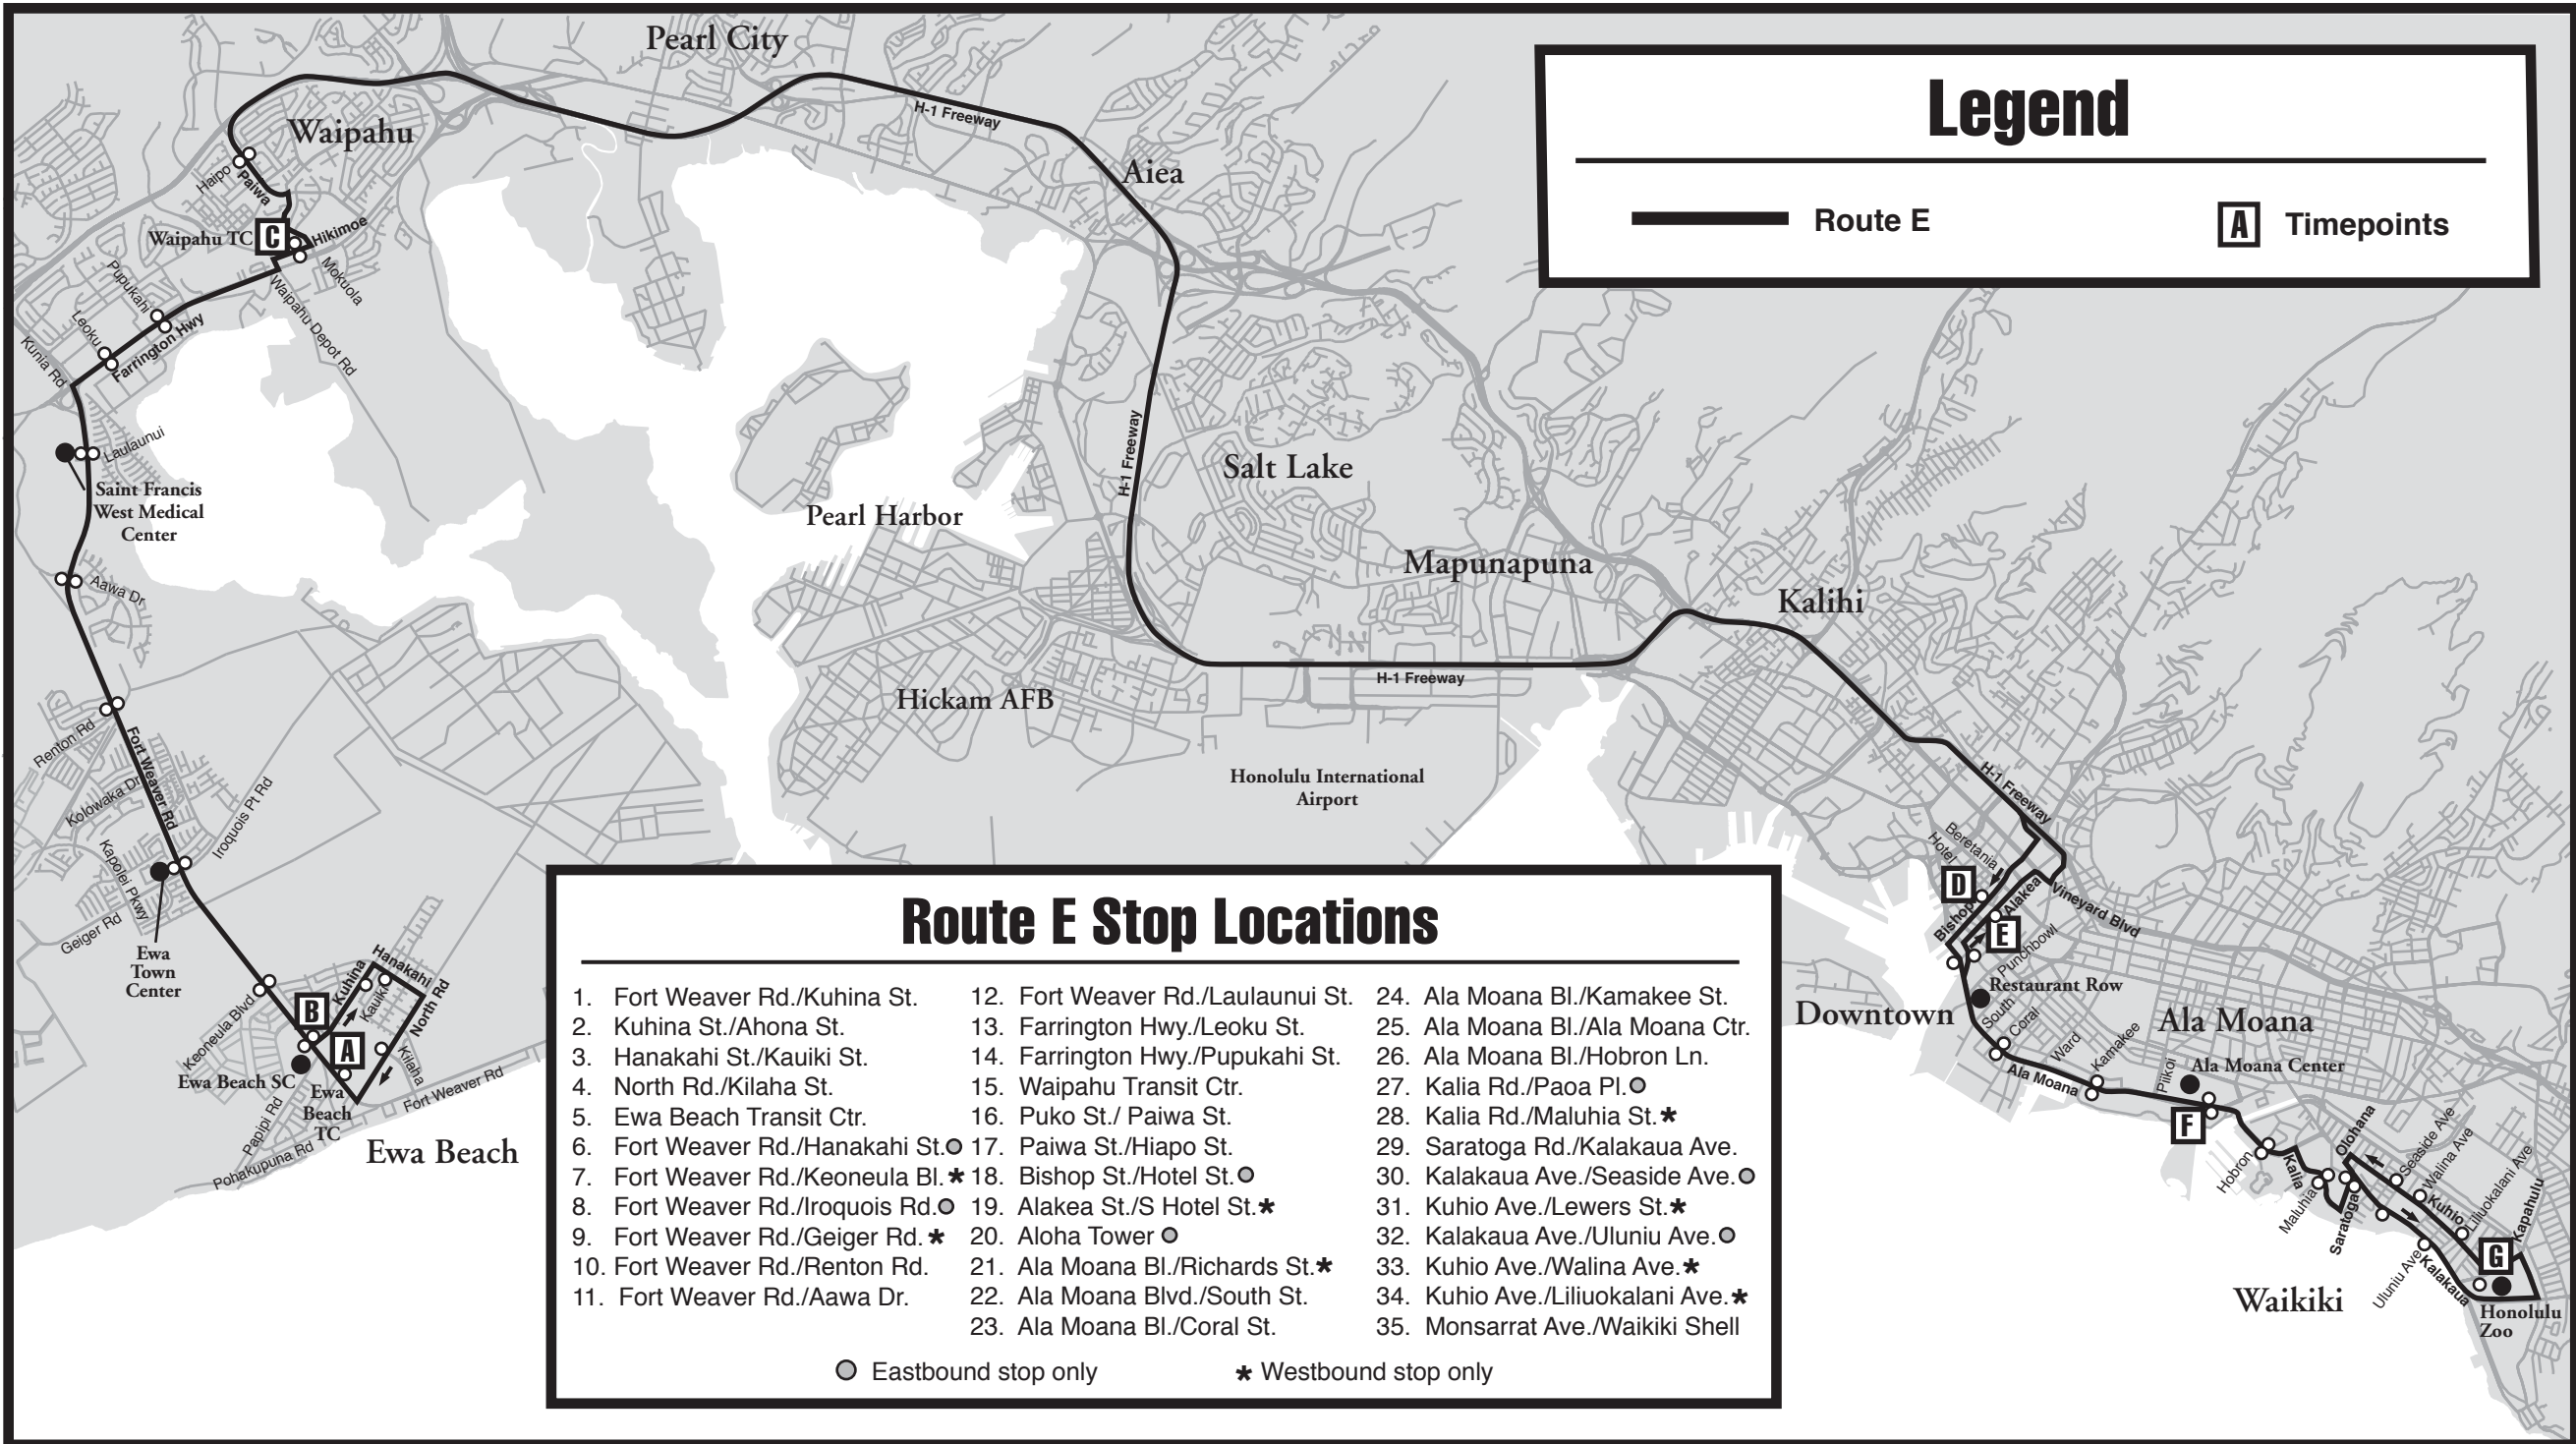 Pearl City
Legend
Route E
A Timepoints
H-1 Freeway
Waipahu
Aiea
Haipo
Paiwa
Waipahu TC
C
Hikimoe
Mokuola
Pupukahi
Waipahu Depot Rd
Leoku
Farrington Hwy
Kunia Rd
Laulaunui
Saint Francis
West Medical
Center
H-1 Freeway
Salt Lake
Pearl Harbor
Mapunapuna
Aawa Dr
Kalihi
H-1 Freeway
Hickam AFB
Renton Rd
Fort Weaver Rd
Kolowaka Dr
Iroquois Pt Rd
Honolulu International
Airport
H-1 Freeway
Kapolei Pkwy
Geiger Rd
Ewa
Town
Center
Beretania
Hotel
D
Bishop
Alakea
Vineyard Blvd
E
Punchbowl
Restaurant Row
Downtown
South
Coral
Ward
Kamakee
Ala Moana
Piikoi
Ala Moana Center
Ala Moana
F
Hobron
Kalia
Maluhia
Saratoga
Olohana
Seaside Ave
Walina Ave
Kuhio
Liliuokalani Ave
Kapahulu
G
Uluniu Ave
Kalakaua
Waikiki
Honolulu
Zoo
Keoneula Blvd
B
Kuhina
Kauiki
Hanakahi
North Rd
A
Kilaha
Ewa Beach SC
Ewa
Beach
TC
Fort Weaver Rd
Papipi Rd
Pohakupuna Rd
Ewa Beach
Route E Stop Locations
1. Fort Weaver Rd./Kuhina St.
2. Kuhina St./Ahona St.
3. Hanakahi St./Kauiki St.
4. North Rd./Kilaha St.
5. Ewa Beach Transit Ctr.
6. Fort Weaver Rd./Hanakahi St.
7. Fort Weaver Rd./Keoneula Bl.*
8. Fort Weaver Rd./Iroquois Rd.
9. Fort Weaver Rd./Geiger Rd.*
10. Fort Weaver Rd./Renton Rd.
11. Fort Weaver Rd./Aawa Dr.
12. Fort Weaver Rd./Laulaunui St.
13. Farrington Hwy./Leoku St.
14. Farrington Hwy./Pupukahi St.
15. Waipahu Transit Ctr.
16. Puko St./ Paiwa St.
17. Paiwa St./Hiapo St.
18. Bishop St./Hotel St.
19. Alakea St./S Hotel St.*
20. Aloha Tower
21. Ala Moana Bl./Richards St.*
22. Ala Moana Blvd./South St.
23. Ala Moana Bl./Coral St.
24. Ala Moana Bl./Kamakee St.
25. Ala Moana Bl./Ala Moana Ctr.
26. Ala Moana Bl./Hobron Ln.
27. Kalia Rd./Paoa Pl.
28. Kalia Rd./Maluhia St.*
29. Saratoga Rd./Kalakaua Ave.
30. Kalakaua Ave./Seaside Ave.
31. Kuhio Ave./Lewers St.*
32. Kalakaua Ave./Uluniu Ave.
33. Kuhio Ave./Walina Ave.*
34. Kuhio Ave./Liliuokalani Ave.*
35. Monsarrat Ave./Waikiki Shell
Eastbound stop only
* Westbound stop only